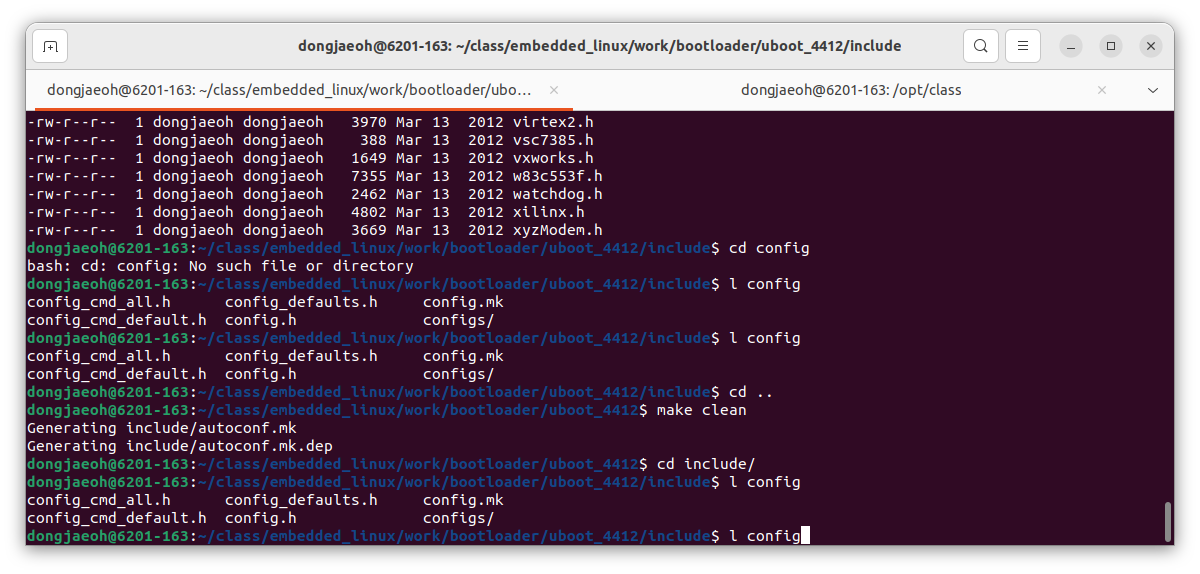 dongjaeoh@6201-163: ~/class/embedded_linux/work/bootloader/uboot_4412/include
dongjaeoh@6201-163: ~/class/embedded_linux/work/bootloader/ubo...
dongjaeoh@6201-163: /opt/class
-rw-r--r--  1 dongjaeoh dongjaeoh   3970 Mar 13  2012 virtex2.h
-rw-r--r--  1 dongjaeoh dongjaeoh    388 Mar 13  2012 vsc7385.h
-rw-r--r--  1 dongjaeoh dongjaeoh   1649 Mar 13  2012 vxworks.h
-rw-r--r--  1 dongjaeoh dongjaeoh   7355 Mar 13  2012 w83c553f.h
-rw-r--r--  1 dongjaeoh dongjaeoh   2462 Mar 13  2012 watchdog.h
-rw-r--r--  1 dongjaeoh dongjaeoh   4802 Mar 13  2012 xilinx.h
-rw-r--r--  1 dongjaeoh dongjaeoh   3669 Mar 13  2012 xyzModem.h
dongjaeoh@6201-163:~/class/embedded_linux/work/bootloader/uboot_4412/include$ cd config
bash: cd: config: No such file or directory
dongjaeoh@6201-163:~/class/embedded_linux/work/bootloader/uboot_4412/include$ l config
config_cmd_all.h      config_defaults.h     config.mk
config_cmd_default.h  config.h              configs/
dongjaeoh@6201-163:~/class/embedded_linux/work/bootloader/uboot_4412/include$ l config
config_cmd_all.h      config_defaults.h     config.mk
config_cmd_default.h  config.h              configs/
dongjaeoh@6201-163:~/class/embedded_linux/work/bootloader/uboot_4412/include$ cd ..
dongjaeoh@6201-163:~/class/embedded_linux/work/bootloader/uboot_4412$ make clean
Generating include/autoconf.mk
Generating include/autoconf.mk.dep
dongjaeoh@6201-163:~/class/embedded_linux/work/bootloader/uboot_4412$ cd include/
dongjaeoh@6201-163:~/class/embedded_linux/work/bootloader/uboot_4412/include$ l config
config_cmd_all.h      config_defaults.h     config.mk
config_cmd_default.h  config.h              configs/
dongjaeoh@6201-163:~/class/embedded_linux/work/bootloader/uboot_4412/include$ l config